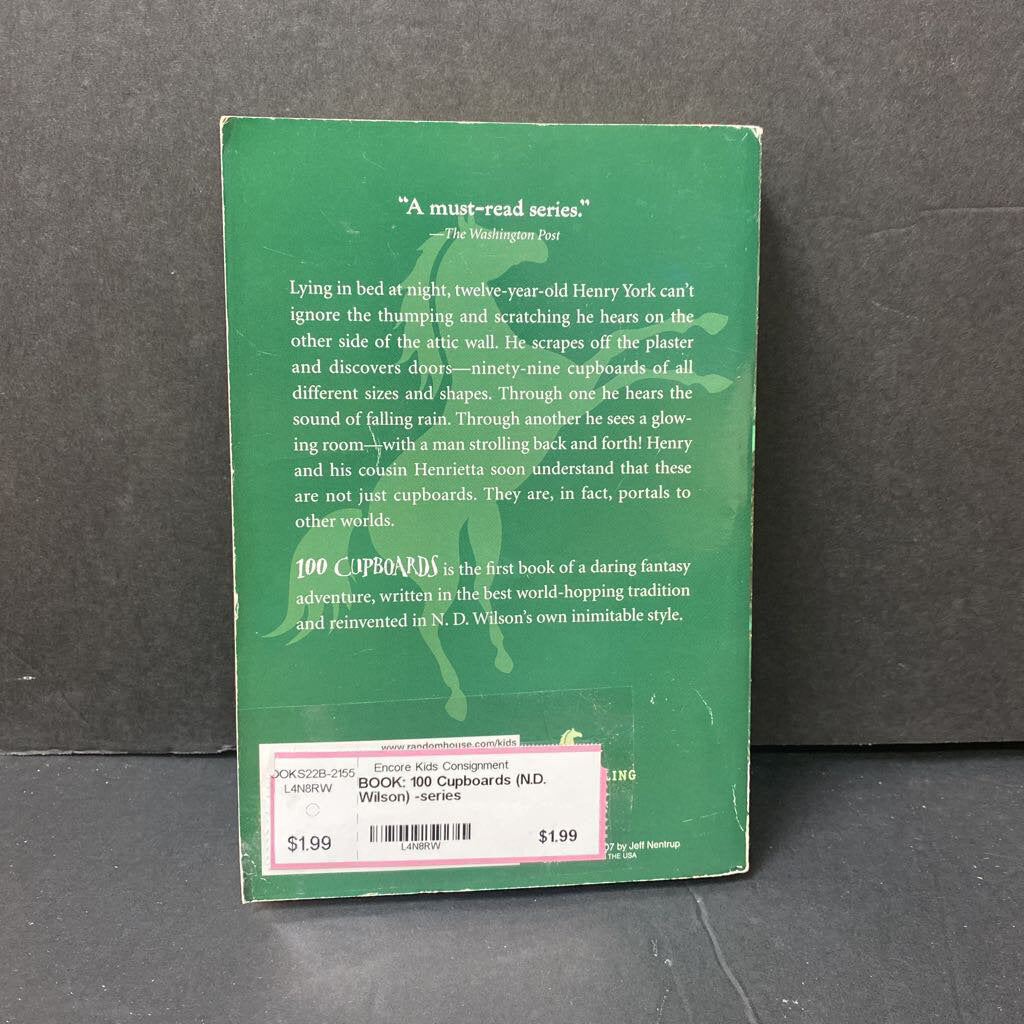 “A must-read series.”
—The Washington Post
Lying in bed at night, twelve-year-old Henry York can’t
ignore the thumping and scratching he hears on the
other side of the attic wall. He scrapes off the plaster
and discovers doors—ninety-nine cupboards of all
different sizes and shapes. Through one he hears the
sound of falling rain. Through another he sees a glow-
ing room—with a man strolling back and forth! Henry
and his cousin Henrietta soon understand that these
are not just cupboards. They are, in fact, portals to
other worlds.
100 CUPBOARDS is the first book of a daring fantasy
adventure, written in the best world-hopping tradition
and reinvented in N. D. Wilson’s own inimitable style.
www.randomhouse.com/kids
OOKS22B-2155
L4N8RW
$1.99
Encore Kids Consignment
BOOK: 100 Cupboards (N.D.
Wilson) -series
L4N8RW
$1.99
LING
07 by Jeff Nentrup
THE USA